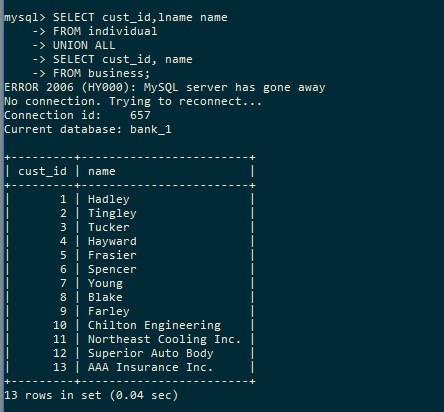 mysql> SELECT cust_id,lname name
    -> FROM individual
    -> UNION ALL
    -> SELECT cust_id, name
    -> FROM business;
ERROR 2006 (HY000): MySQL server has gone away
No connection. Trying to reconnect...
Connection id:    657
Current database: bank_1

+---------+------------------------+
| cust_id | name                   |
+---------+------------------------+
|       1 | Hadley                 |
|       2 | Tingley                |
|       3 | Tucker                 |
|       4 | Hayward                |
|       5 | Frasier                |
|       6 | Spencer                |
|       7 | Young                  |
|       8 | Blake                  |
|       9 | Farley                 |
|      10 | Chilton Engineering    |
|      11 | Northeast Cooling Inc. |
|      12 | Superior Auto Body     |
|      13 | AAA Insurance Inc.     |
+---------+------------------------+
13 rows in set (0.04 sec)